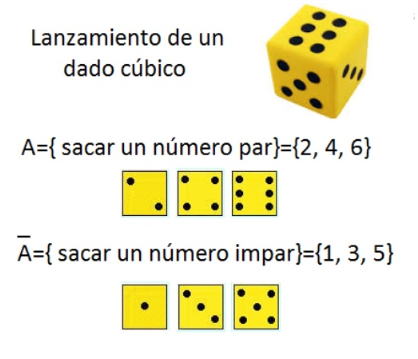 Lanzamiento de un
dado cúbico
A={ sacar un número par}={2, 4, 6}
A̅={ sacar un número impar}={1, 3, 5}